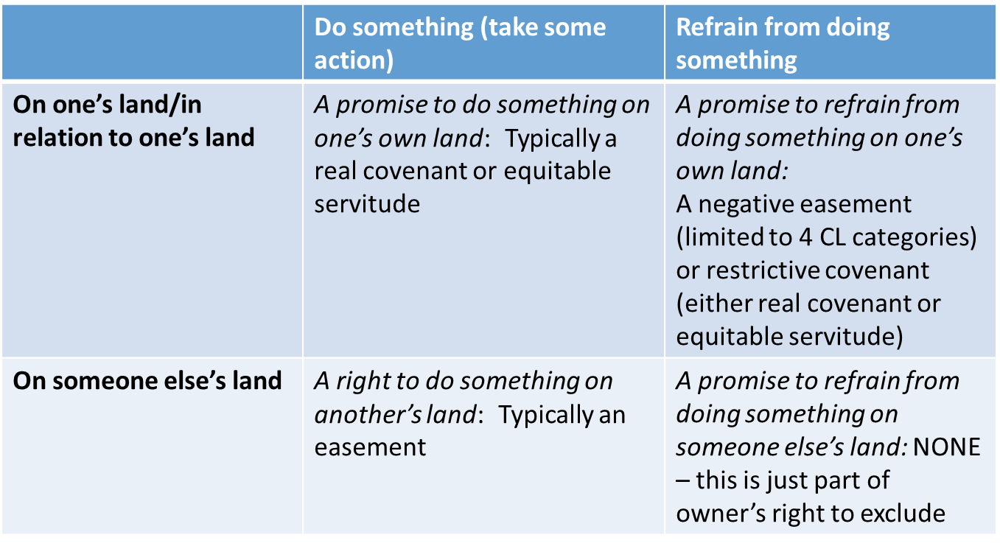 Do something (take some
action)
Refrain from doing
something
On one’s land/in
relation to one’s land
A promise to do something on
one’s own land:   Typically a
real covenant or equitable
servitude
A promise to refrain from
doing something on one’s
own land:
A negative easement
(limited to 4 CL categories)
or restrictive covenant
(either real covenant or
equitable servitude)
On someone else’s land
A right to do something on
another’s land:   Typically an
easement
A promise to refrain from
doing something on
someone else’s land: NONE
– this is just part of
owner’s right to exclude